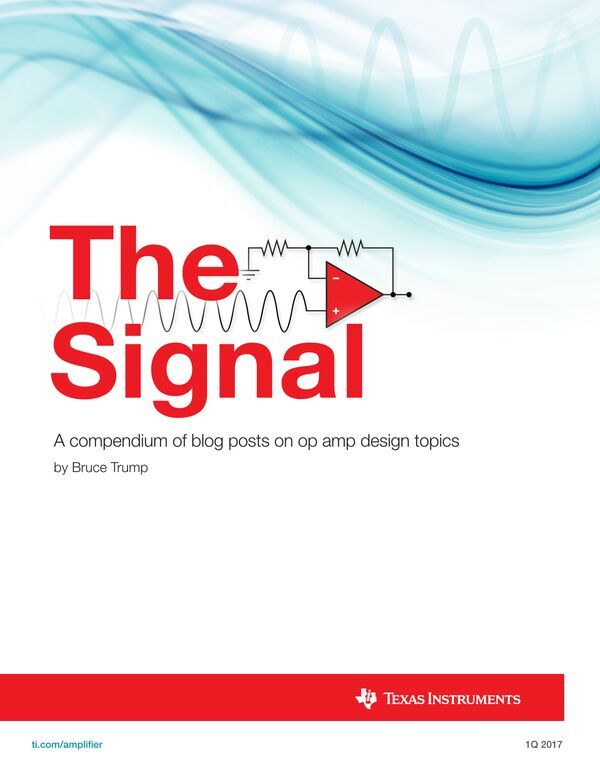 The
Signal
−
+
A compendium of blog posts on op amp design topics
by Bruce Trump
TEXAS INSTRUMENTS
ti.com/amplifier
1Q 2017